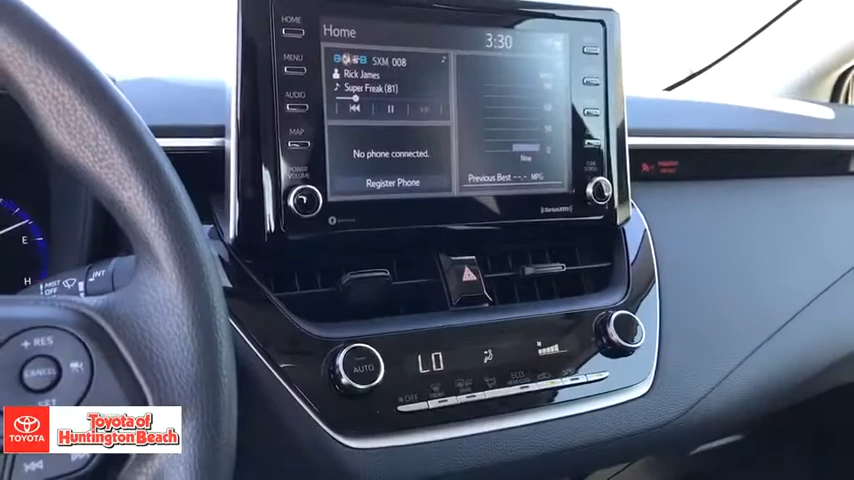 HOME
Home
3:30
MENU
SXM 008
Rick James
AUDIO
Super Freak (81)
MAP
TUNE
SCROLL
No phone connected.
POWER
VOLUME
Now
Register Phone
Previous Best --.- MPG
SiriusXM
E
H
MIST
INT
OFF
+ RES
CANCEL
- SET
AUTO
LO
OFF
ECO
TOYOTA
Toyota of
Huntington Beach